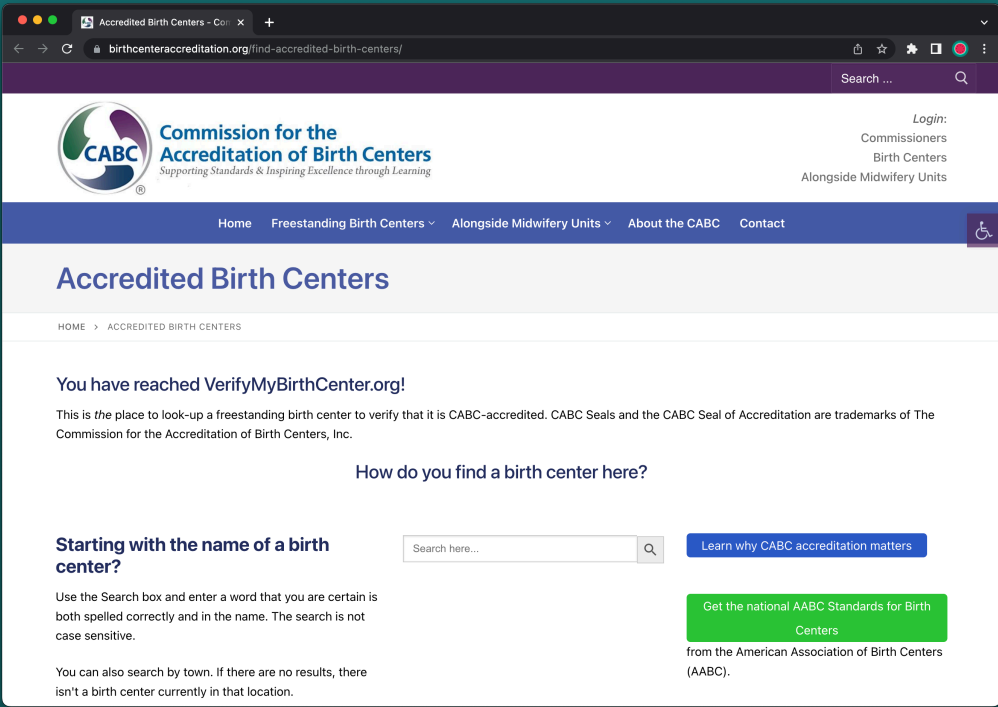 Accredited Birth Centers - Con
birthcenteraccreditation.org/find-accredited-birth-centers/
Search ...
CABC
®
Commission for the
Accreditation of Birth Centers
Supporting Standards & Inspiring Excellence through Learning
Login:
Commissioners
Birth Centers
Alongside Midwifery Units
Home Freestanding Birth Centers Alongside Midwifery Units About the CABC Contact
Accredited Birth Centers
HOME > ACCREDITED BIRTH CENTERS
You have reached VerifyMyBirthCenter.org!
This is the place to look-up a freestanding birth center to verify that it is CABC-accredited. CABC Seals and the CABC Seal of Accreditation are trademarks of The
Commission for the Accreditation of Birth Centers, Inc.
How do you find a birth center here?
Starting with the name of a birth
center?
Use the Search box and enter a word that you are certain is
both spelled correctly and in the name. The search is not
case sensitive.
You can also search by town. If there are no results, there
isn't a birth center currently in that location.
Search here...
Learn why CABC accreditation matters
Get the national AABC Standards for Birth
Centers
from the American Association of Birth Centers
(AABC).